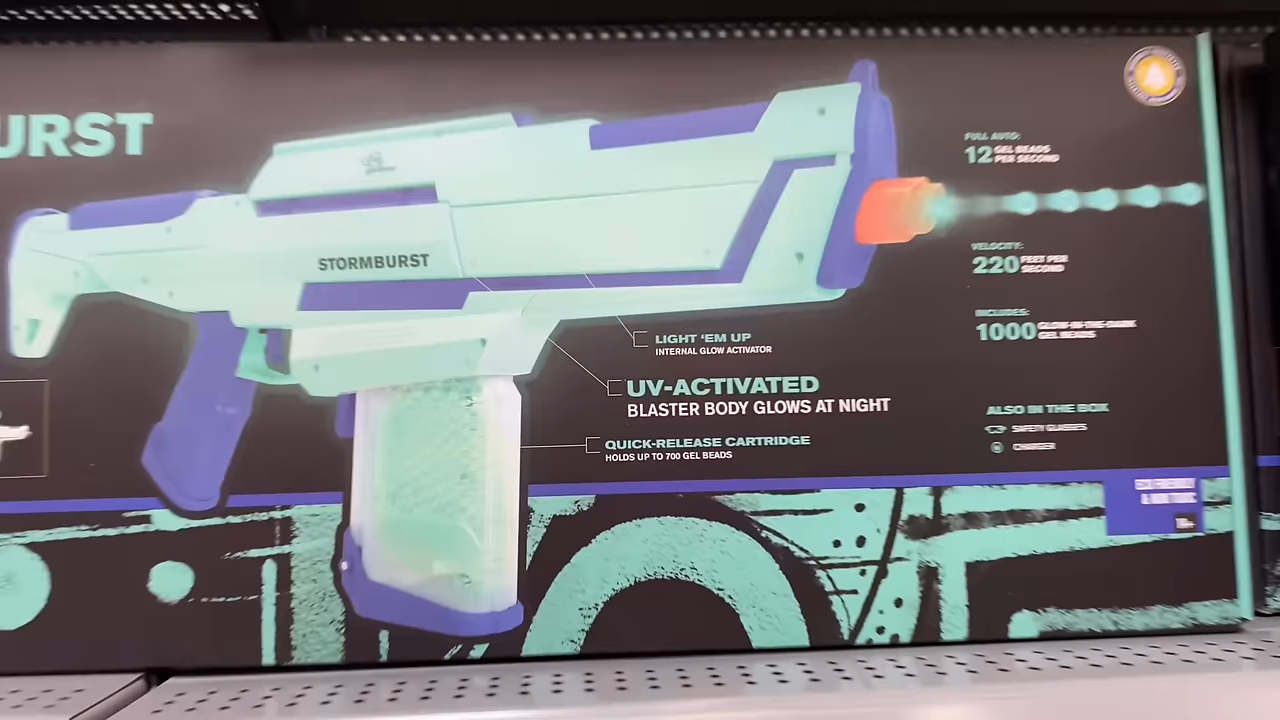 URST
STORMBURST
FULL AUTO:
12 GEL BEADS
PER SECOND
VELOCITY:
220 FEET PER
SECOND
INCLUDES:
1000 GLOW-IN-THE-DARK
GEL BEADS
LIGHT ‘EM UP
INTERNAL GLOW ACTIVATOR
UV-ACTIVATED
BLASTER BODY GLOWS AT NIGHT
QUICK-RELEASE CARTRIDGE
HOLDS UP TO 700 GEL BEADS
ALSO IN THE BOX
SAFETY GLASSES
CHARGER